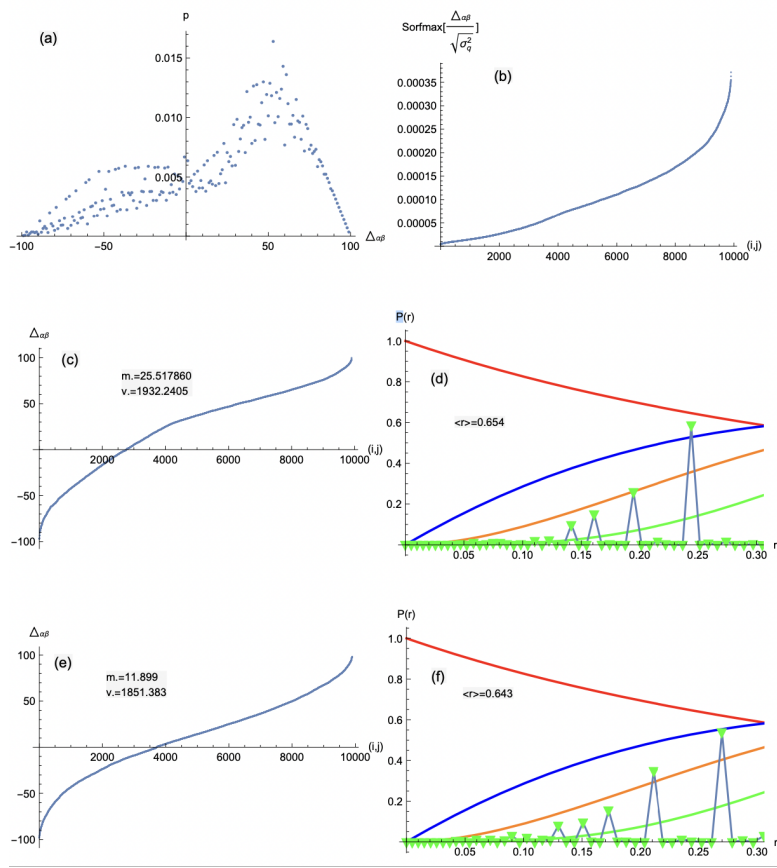 (a)
p
0.015
0.010
0.005
−100 −50 50 100
Δαβ
Sorfmax[Δαβ/√σ_q^2]
(b)
0.00035
0.00030
0.00025
0.00020
0.00015
0.00010
0.00005
2000 4000 6000 8000 10000
(i,j)
Δαβ
(c)
m.=25.517860
v.=1932.2405
100
50
−50
−100
2000 4000 6000 8000 10000
(i,j)
P(r)
(d)
<r>=0.654
1.0
0.8
0.6
0.4
0.2
0.05 0.10 0.15 0.20 0.25 0.30
r
Δαβ
(e)
m.=11.899
v.=1851.383
100
50
−50
−100
2000 4000 6000 8000 10000
(i,j)
P(r)
(f)
<r>=0.643
1.0
0.8
0.6
0.4
0.2
0.05 0.10 0.15 0.20 0.25 0.30
r